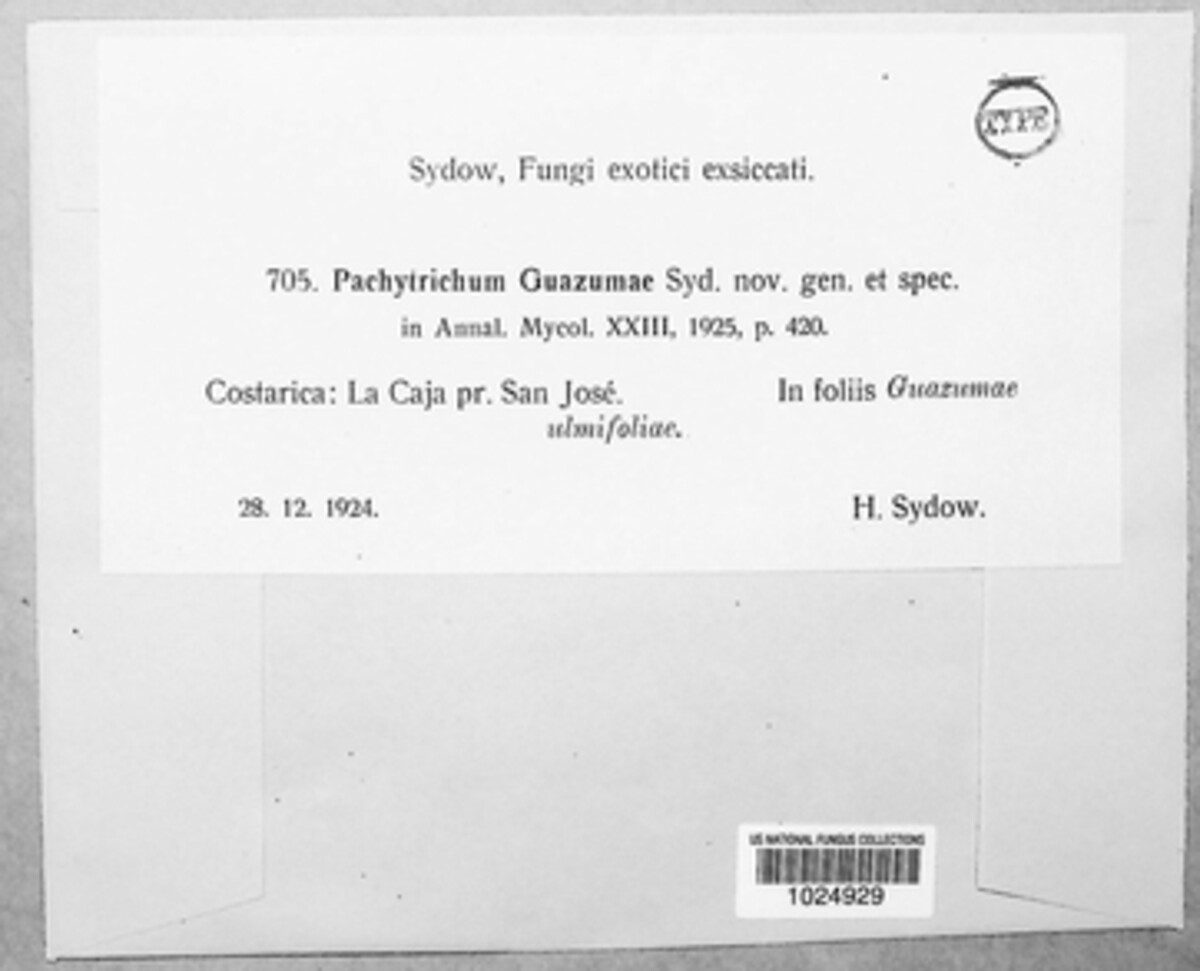 TYPE
Sydow, Fungi exotici exsiccati.
705. Pachytrichum Guazumae Syd. nov. gen. et spec.
in Annal. Mycol. XXIII, 1925, p. 420.
Costarica: La Caja pr. San José. In foliis Guazumae
ulmifoliae.
28. 12. 1924. H. Sydow.
US NATIONAL FUNGUS COLLECTIONS
1024929